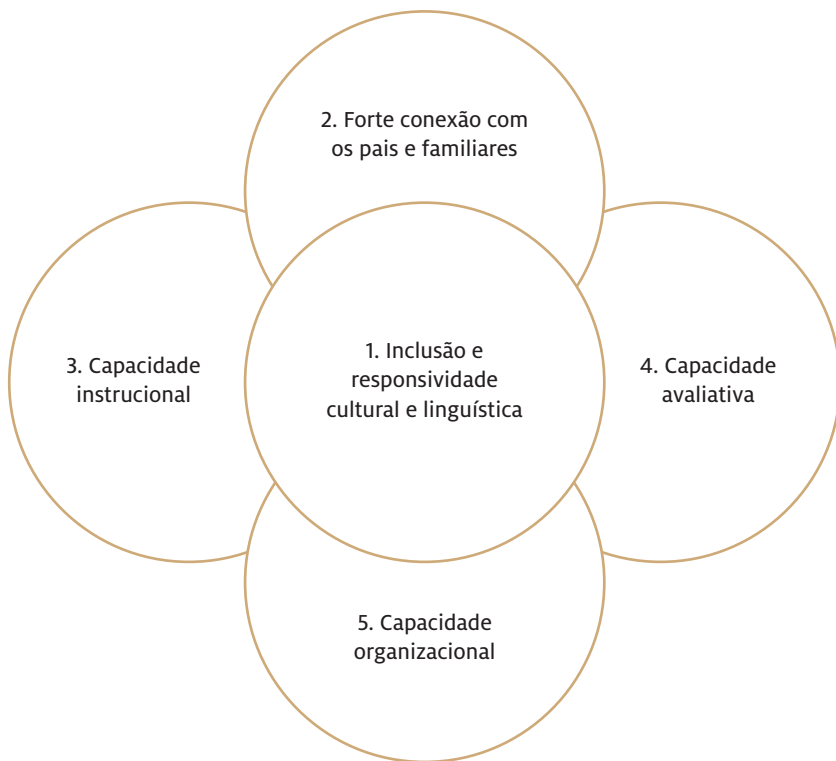 2. Forte conexão com
os pais e familiares
3. Capacidade
instrucional
1. Inclusão e
responsividade
cultural e linguística
4. Capacidade
avaliativa
5. Capacidade
organizacional